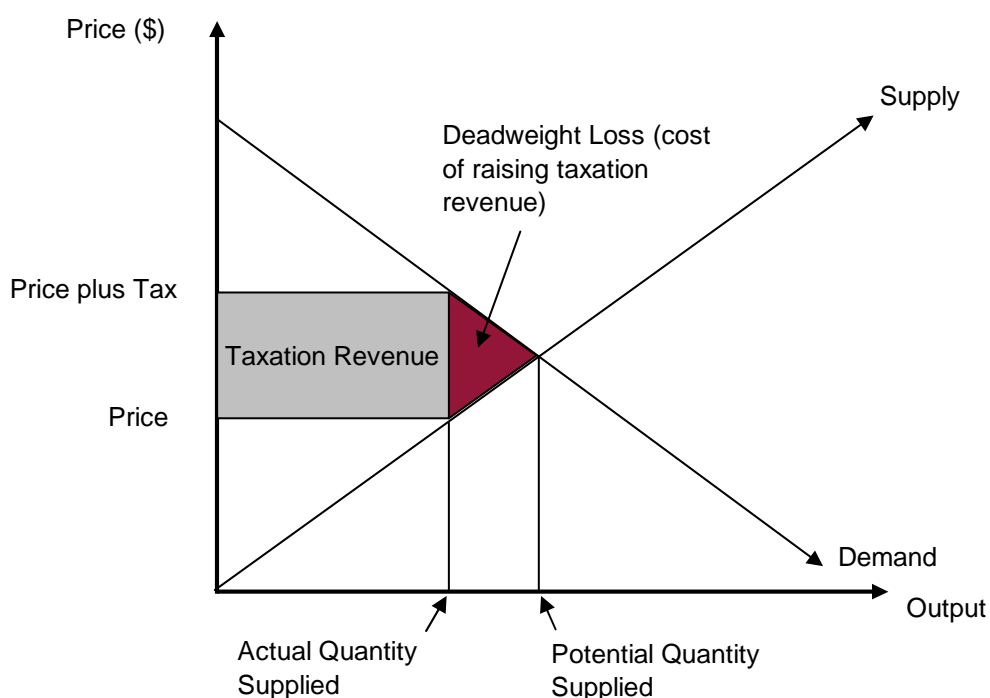 Price ($)
Supply
Deadweight Loss (cost
of raising taxation
revenue)
Price plus Tax
Taxation Revenue
Price
Demand
Output
Actual Quantity
Supplied
Potential Quantity
Supplied